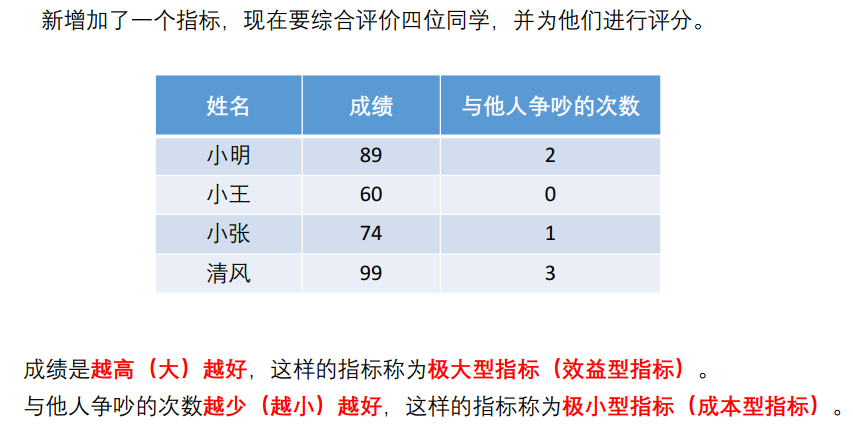 新增加了一个指标，现在要综合评价四位同学，并为他们进行评分。
姓名 成绩 与他人争吵的次数
小明 89 2
小王 60 0
小张 74 1
清风 99 3
成绩是越高（大）越好，这样的指标称为极大型指标（效益型指标）。
与他人争吵的次数越少（越小）越好，这样的指标称为极小型指标（成本型指标）。